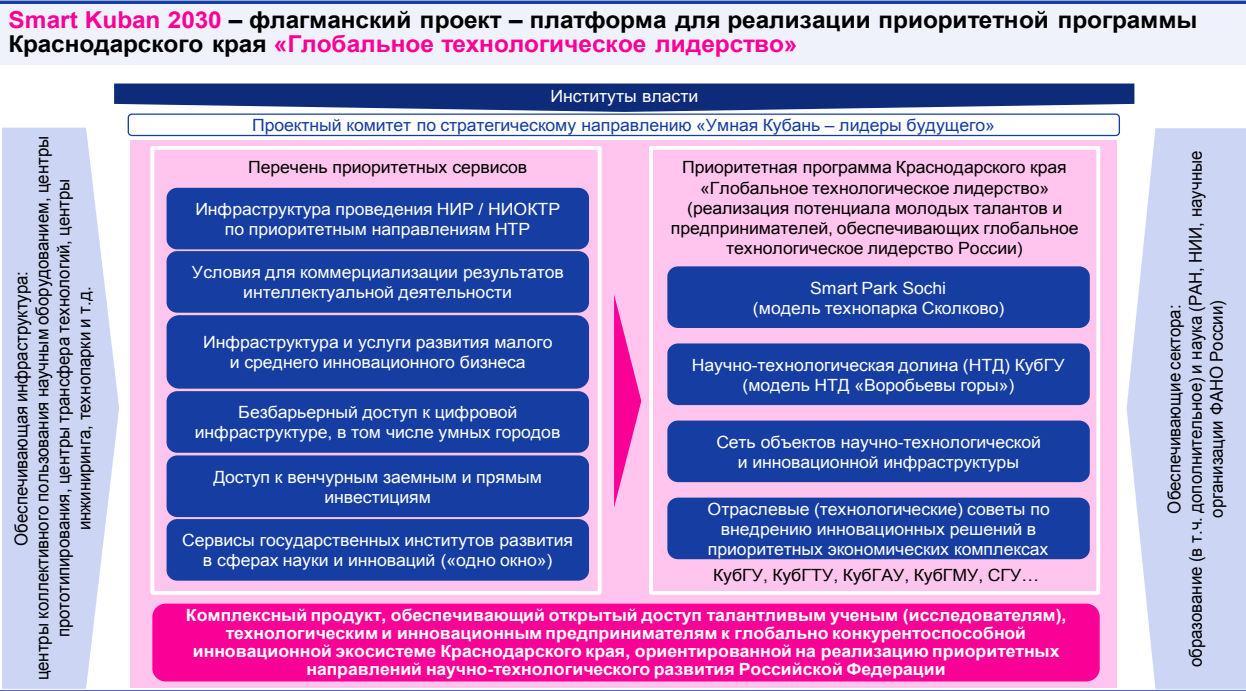 Smart Kuban 2030 – флагманский проект – платформа для реализации приоритетной программы
Краснодарского края «Глобальное технологическое лидерство»
Институты власти
Проектный комитет по стратегическому направлению «Умная Кубань – лидеры будущего»
Обеспечивающая инфраструктура:
центры коллективного пользования научным оборудованием, центры
прототипирования, центры трансфера технологий, центры
инжиниринга, технопарки и т.д.
Перечень приоритетных сервисов
Инфраструктура проведения НИР / НИОКТР
по приоритетным направлениям НТР
Условия для коммерциализации результатов
интеллектуальной деятельности
Инфраструктура и услуги развития малого
и среднего инновационного бизнеса
Безбарьерный доступ к цифровой
инфраструктуре, в том числе умных городов
Доступ к венчурным заемным и прямым
инвестициям
Сервисы государственных институтов развития
в сферах науки и инноваций («одно окно»)
Приоритетная программа Краснодарского края
«Глобальное технологическое лидерство»
(реализация потенциала молодых талантов и
предпринимателей, обеспечивающих глобальное
технологическое лидерство России)
Smart Park Sochi
(модель технопарка Сколково)
Научно-технологическая долина (НТД) КубГУ
(модель НТД «Воробьевы горы»)
Сеть объектов научно-технологической
и инновационной инфраструктуры
Отраслевые (технологические) советы по
внедрению инновационных решений в
приоритетных экономических комплексах
КубГУ, КубГТУ, КубГАУ, КубГМУ, СГУ…
Обеспечивающие сектора:
образование (в т.ч. дополнительное) и наука (РАН, НИИ, научные
организации ФАНО России)
Комплексный продукт, обеспечивающий открытый доступ талантливым ученым (исследователям),
технологическим и инновационным предпринимателям к глобально конкурентоспособной
инновационной экосистеме Краснодарского края, ориентированной на реализацию приоритетных
направлений научно-технологического развития Российской Федерации